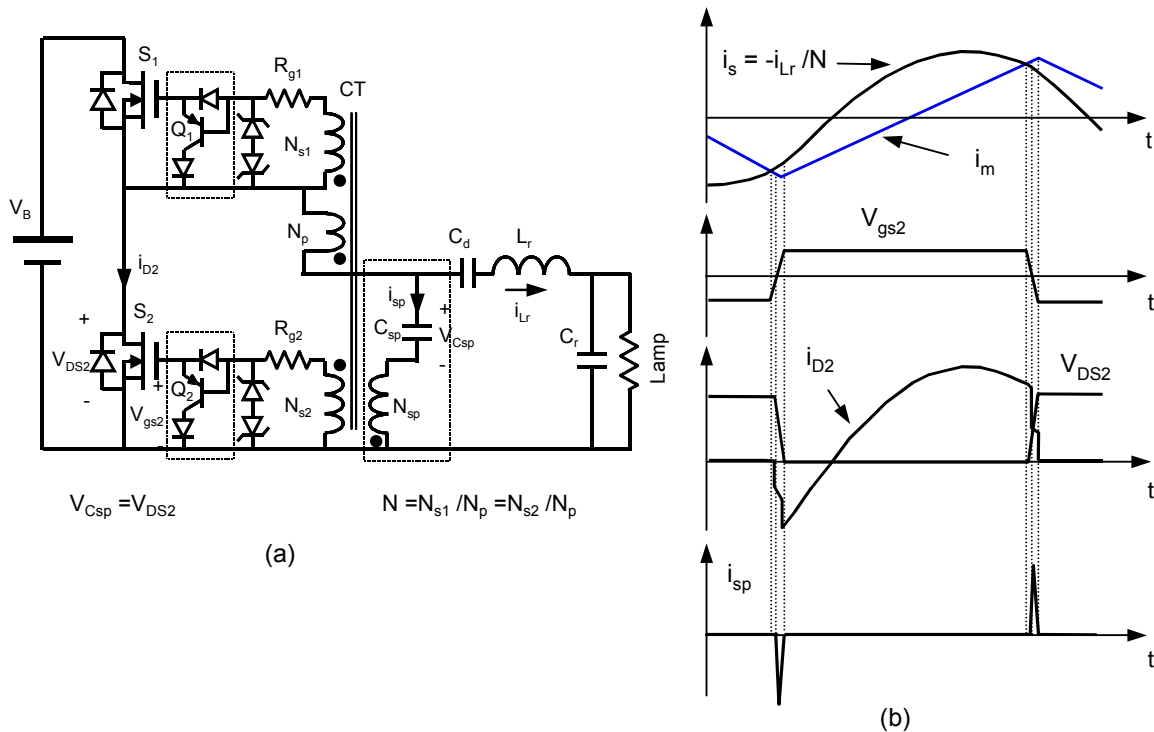 S1
Rg1
CT
Q1
Ns1
VB
Np
Cd
Lr
iD2
isp
iLr
S2
Csp
VCsp
+
-
Cr
Lamp
+
VDS2
-
Rg2
Q2
+
Vgs2
-
Ns2
Nsp
VCsp =VDS2
N =Ns1 /Np =Ns2 /Np
(a)
is = -iLr /N
im
t
Vgs2
t
iD2
VDS2
t
isp
t
(b)